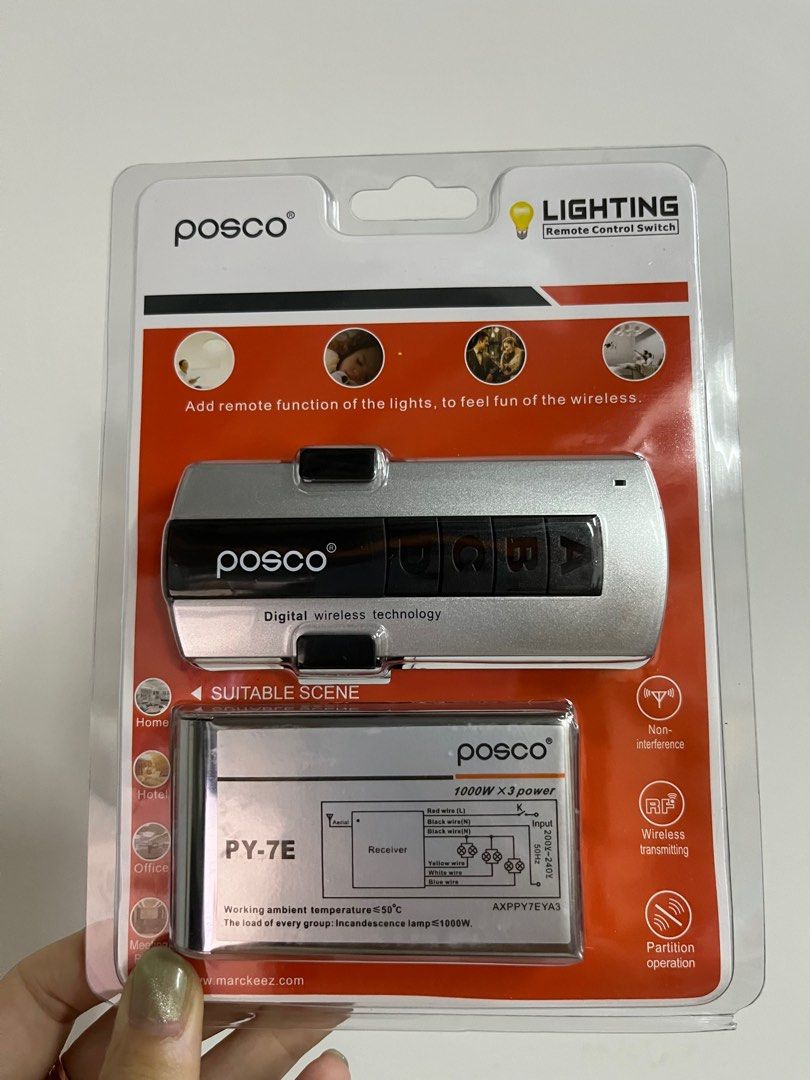 posco®
LIGHTING
Remote Control Switch
Add remote function of the lights, to feel fun of the wireless.
posco®
D C B A
Digital wireless technology
SUITABLE SCENE
Home
Hotel
Office
Non-
interference
RF
Wireless
transmitting
Partition
operation
posco®
1000W × 3 power
PY-7E
Aerial
Receiver
Red wire (L)
Black wire(N)
Black wire(N)
Yellow wire
White wire
Blue wire
K
Input
200V~240V
50Hz
AXPPY7EYA3
Working ambient temperature≤50°C
The load of every group: Incandescence lamp≤1000W.
w.marckeez.com